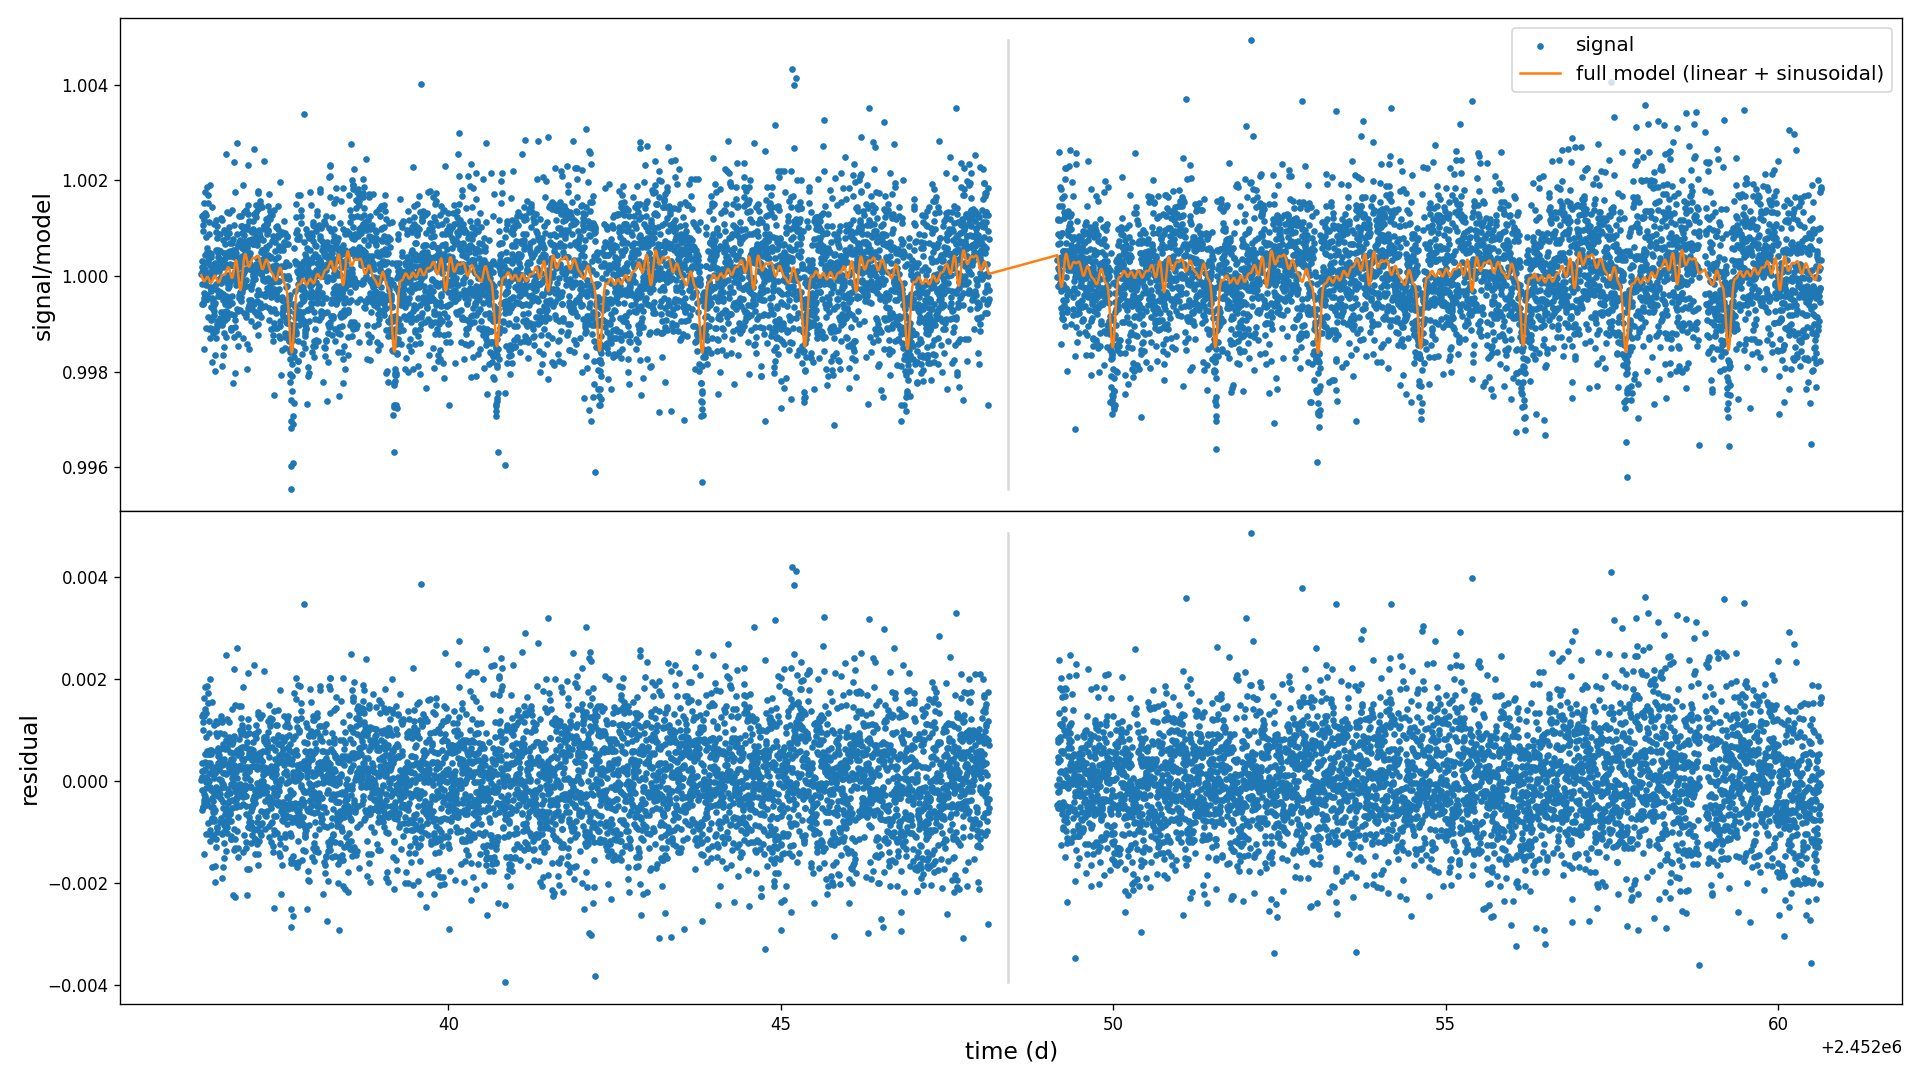 signal
full model (linear + sinusoidal)
1.004
1.002
1.000
0.998
0.996
signal/model
0.004
0.002
0.000
−0.002
−0.004
residual
40
45
50
55
60
time (d)
+2.452e6